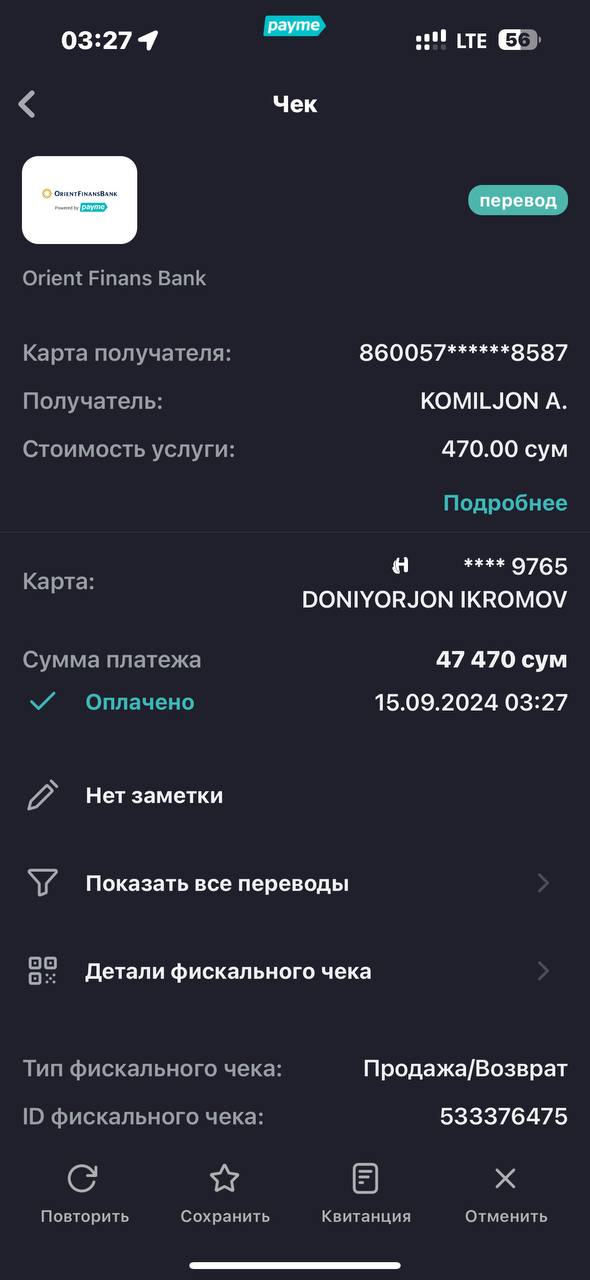 03:27
payme
LTE 56
Чек
ORIENTFINANSBANK
Powered by payme
перевод
Orient Finans Bank
Карта получателя: 860057******8587
Получатель: KOMILJON A.
Стоимость услуги: 470.00 сум
Подробнее
Карта: **** 9765
DONIYORJON IKROMOV
Сумма платежа 47 470 сум
Оплачено 15.09.2024 03:27
Нет заметки
Показать все переводы
Детали фискального чека
Тип фискального чека: Продажа/Возврат
ID фискального чека: 533376475
Повторить Сохранить Квитанция Отменить